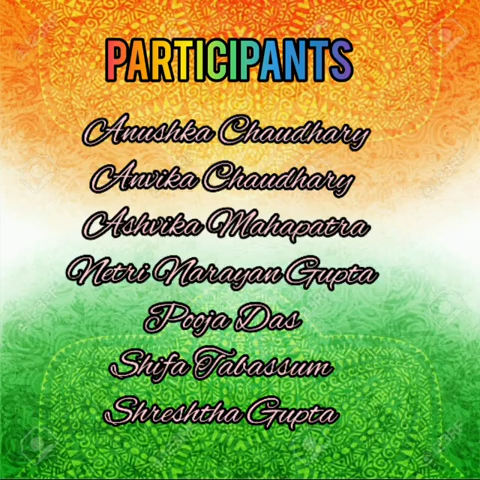 PARTICIPANTS
Anushka Chaudhary
Anvika Chaudhary
Ashvika Mahapatra
Netri Narayan Gupta
Pooja Das
Shifa Tabassum
Shreshtha Gupta